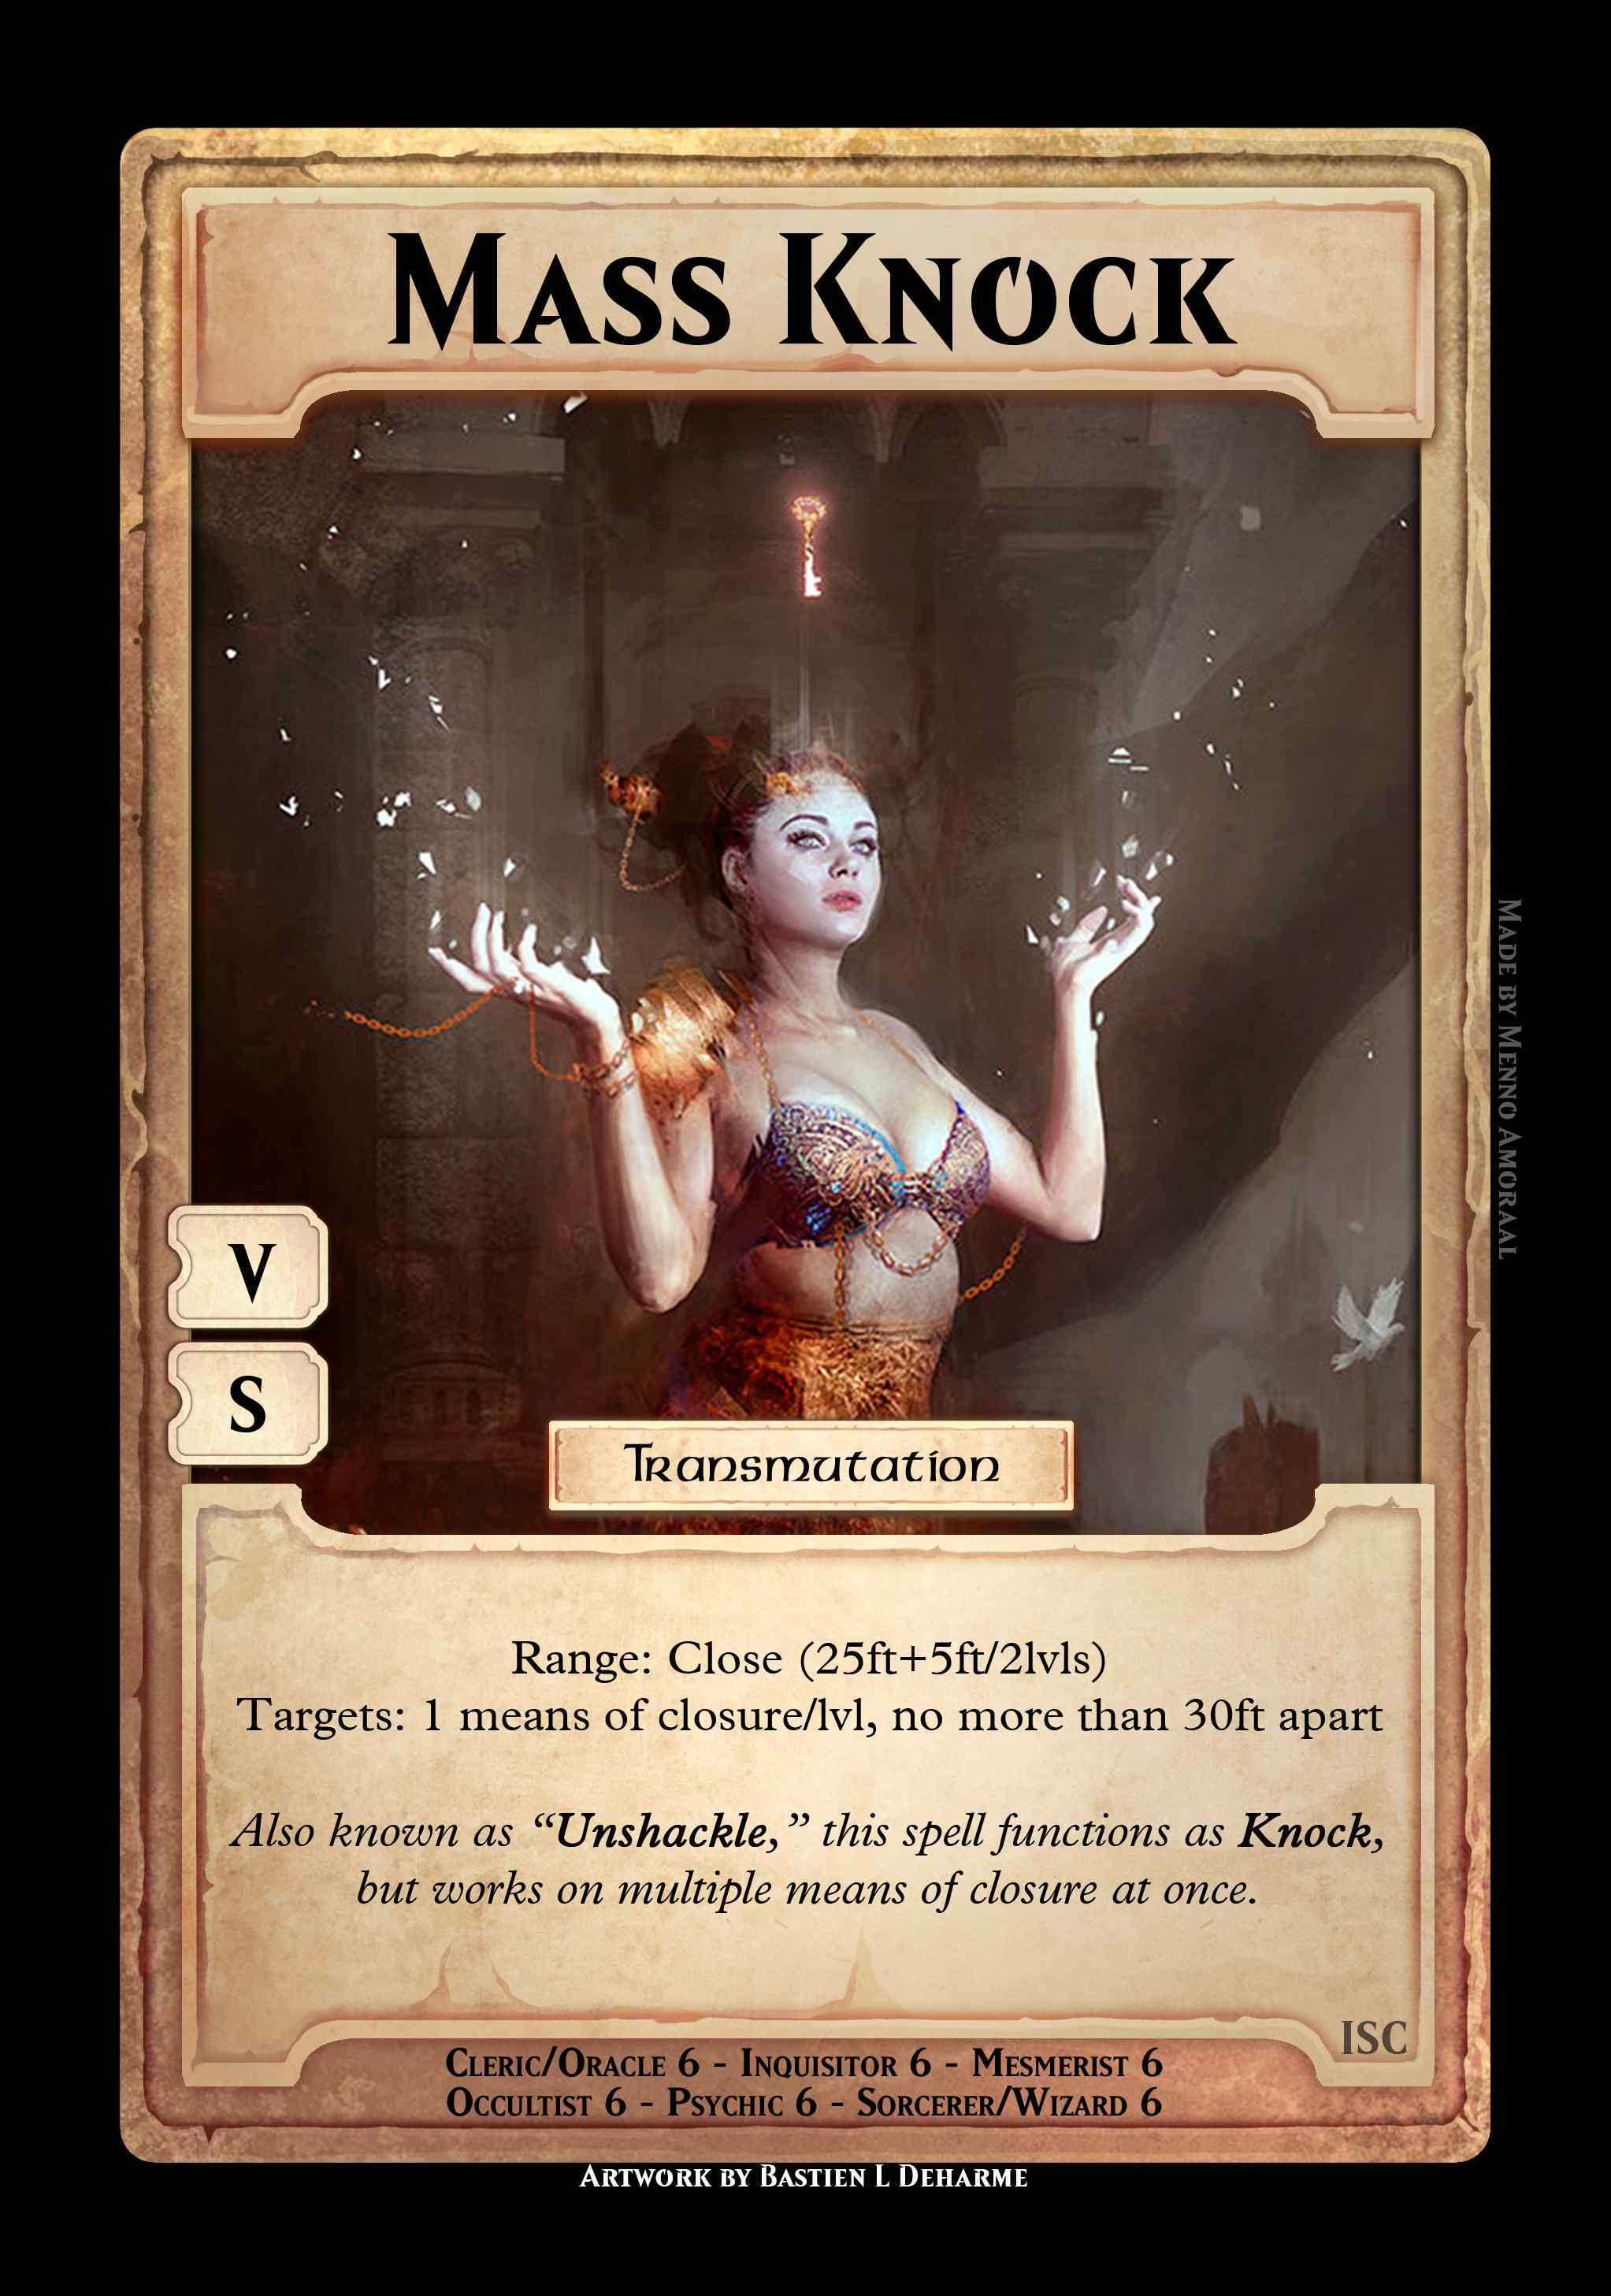 Mass Knock
Made by Menno Amoraal
V
S
Transmutation
Range: Close (25ft+5ft/2lvls)
Targets: 1 means of closure/lvl, no more than 30ft apart
Also known as “Unshackle,” this spell functions as Knock,
but works on multiple means of closure at once.
ISC
Cleric/Oracle 6 - Inquisitor 6 - Mesmerist 6
Occultist 6 - Psychic 6 - Sorcerer/Wizard 6
Artwork by Bastien L Deharme